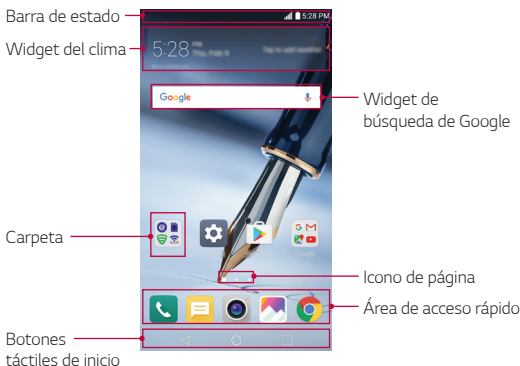 Barra de estado
5:28 PM
Widget del clima
5:28 PM
Thu, Feb 9
Tap to add weather
Google
Widget de
búsqueda de Google
Carpeta
Icono de página
Área de acceso rápido
Botones
táctiles de inicio